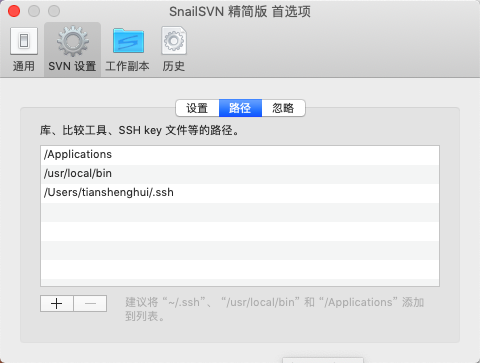 SnailSVN 精简版 首选项
通用 SVN 设置 工作副本 历史
设置 路径 忽略
库、比较工具、SSH key 文件等的路径。
/Applications
/usr/local/bin
/Users/tianshenghui/.ssh
+ −
建议将 “~/.ssh”、 “/usr/local/bin” 和 “/Applications” 添加
到列表。